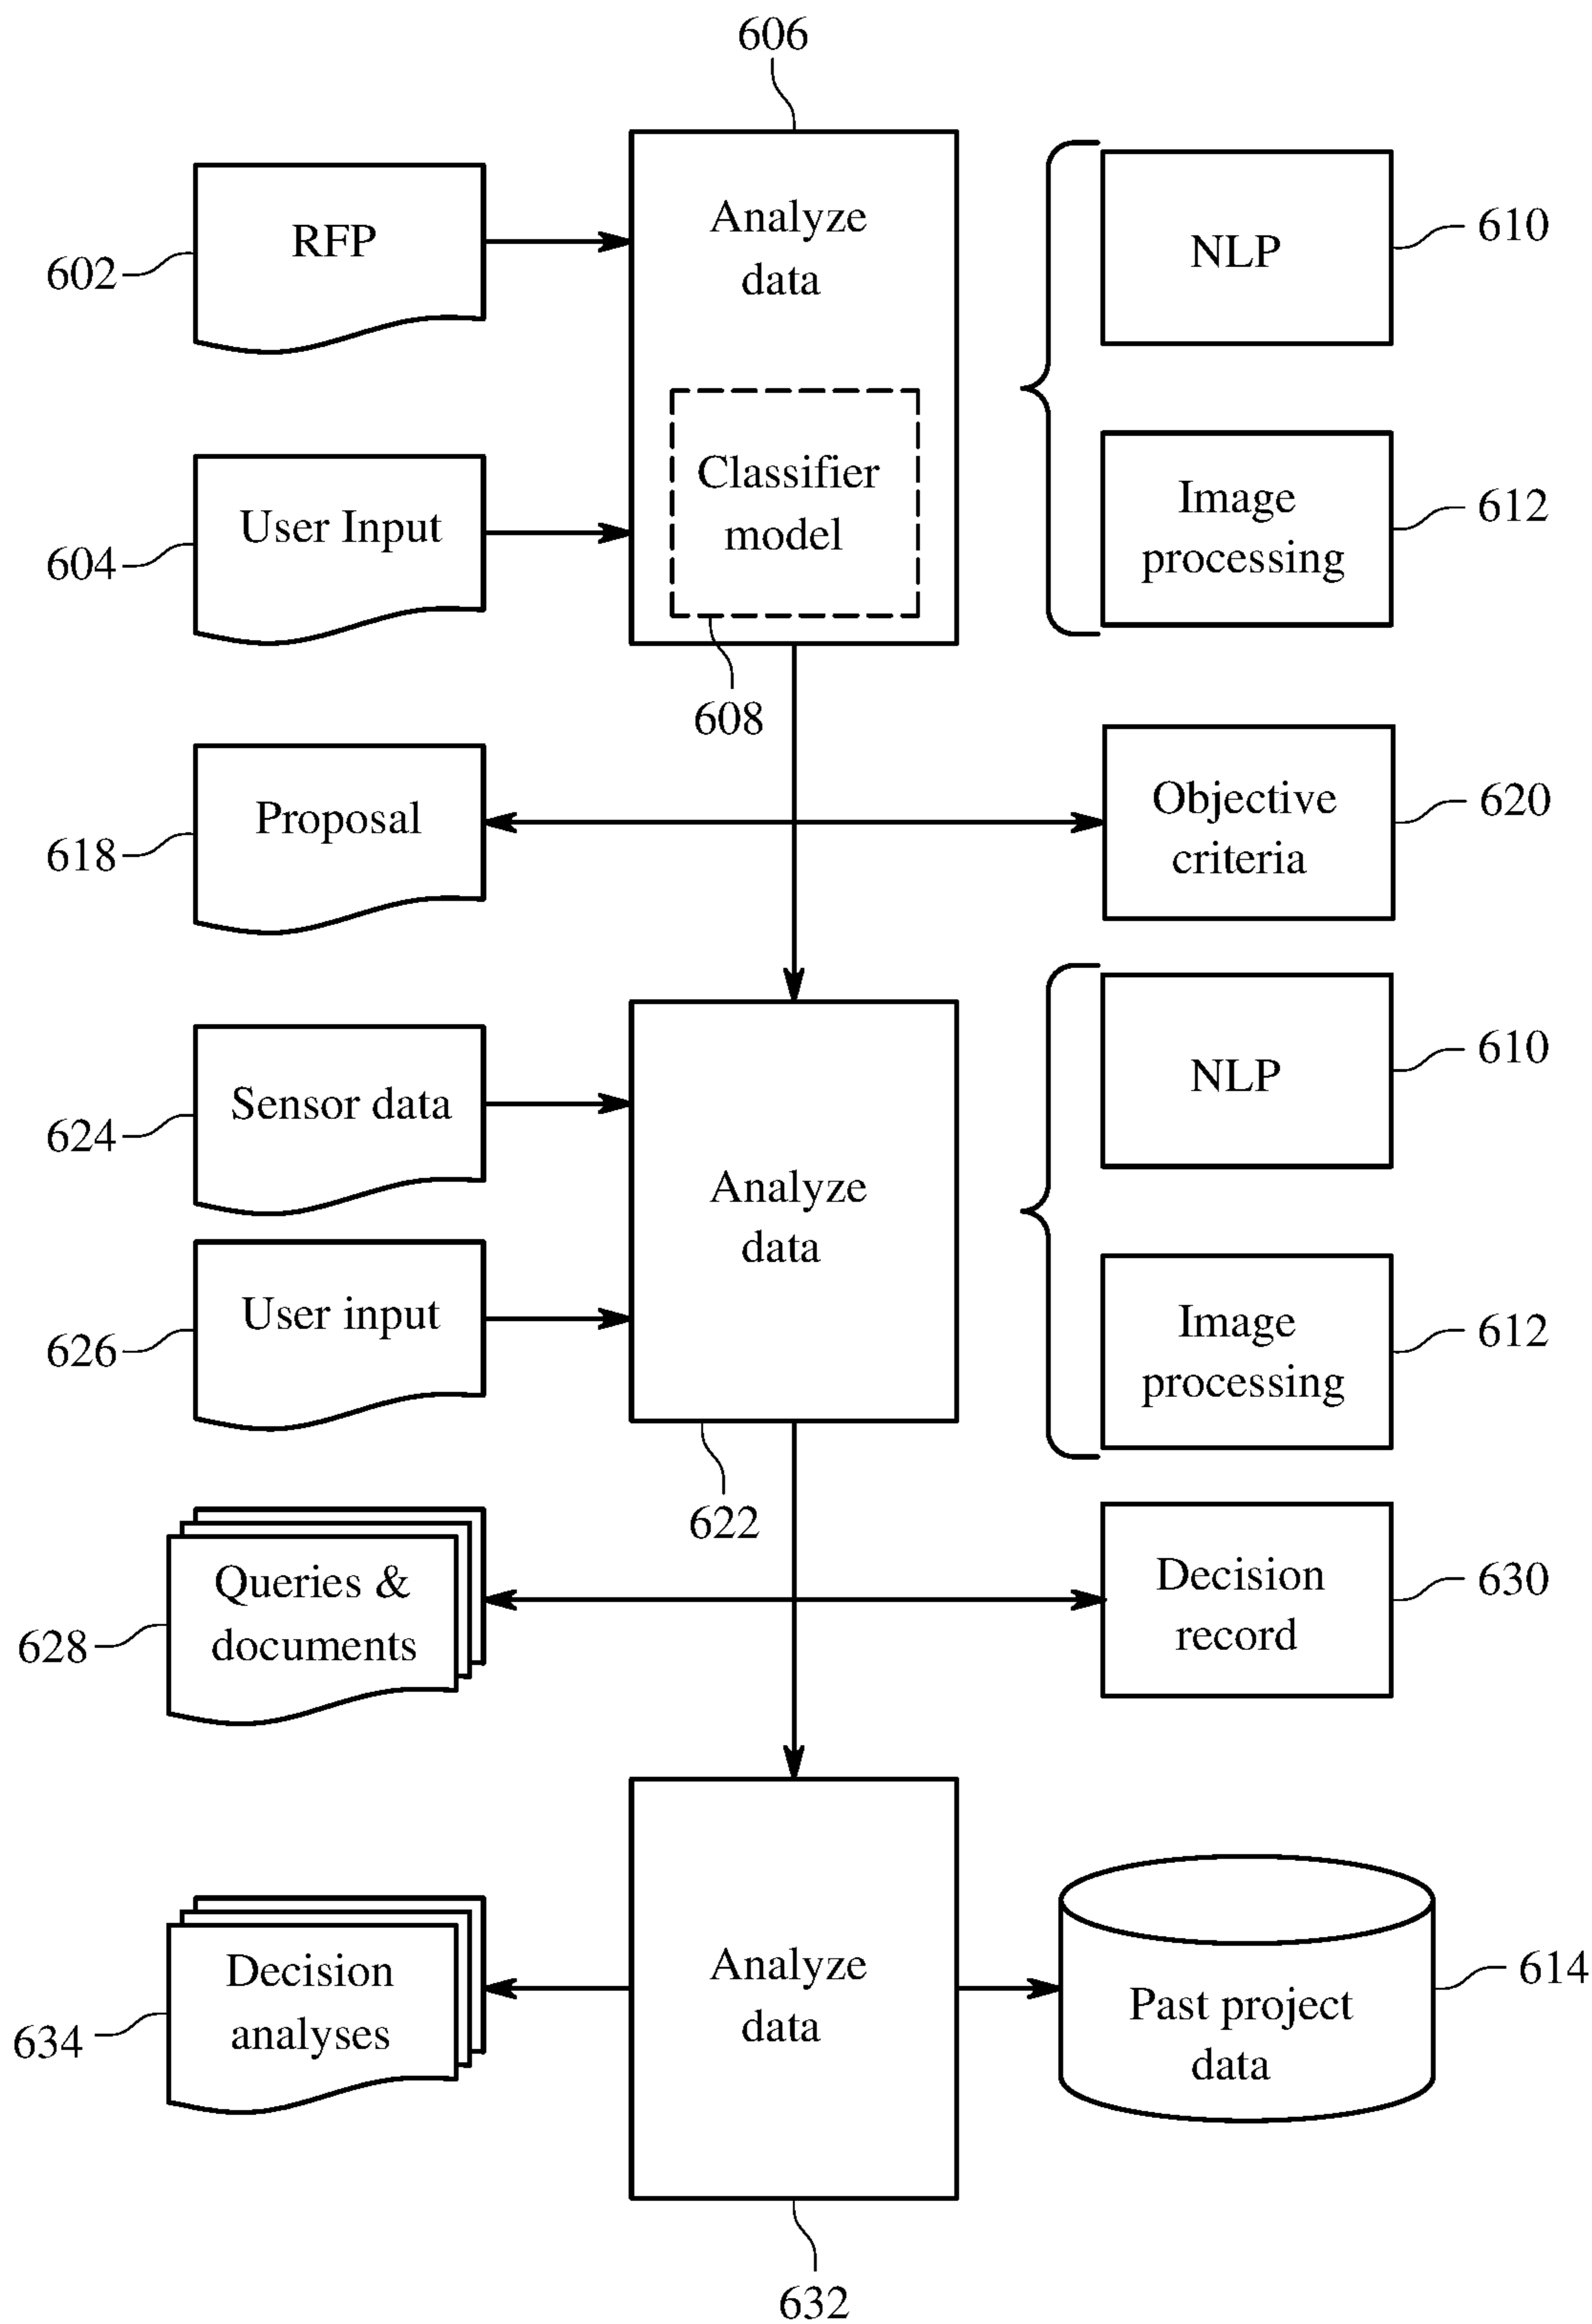 606
RFP
602
Analyze
data
NLP
610
User Input
604
Classifier
model
608
Image
processing
612
Proposal
618
Objective
criteria
620
Sensor data
624
User input
626
Analyze
data
622
NLP
610
Image
processing
612
Queries &
documents
628
Decision
record
630
Decision
analyses
634
Analyze
data
632
Past project
data
614